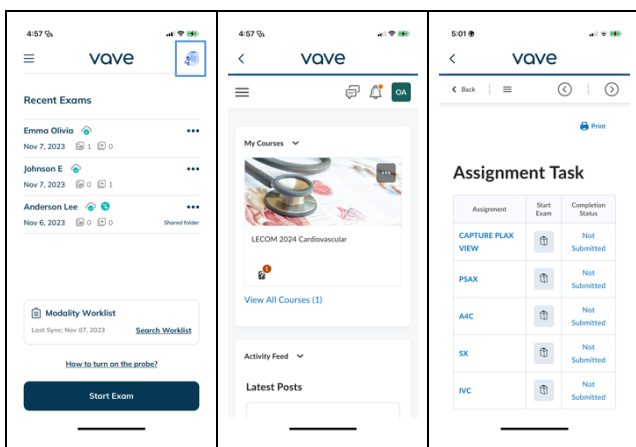 4:57
vave
Recent Exams
Emma Olivia
Nov 7, 2023 1 0
Johnson E
Nov 7, 2023 0 1
Anderson Lee
Nov 6, 2023 0 0 Shared folder
Modality Worklist
Last Sync: Nov 07, 2023 Search Worklist
How to turn on the probe?
Start Exam
4:57
vave
OA
My Courses
LECOM 2024 Cardiovascular
1
View All Courses (1)
Activity Feed
Latest Posts
5:01
vave
Back
Print
Assignment Task
Assignment Start Exam Completion Status
CAPTURE PLAX VIEW Not Submitted
PSAX Not Submitted
A4C Not Submitted
SX Not Submitted
IVC Not Submitted